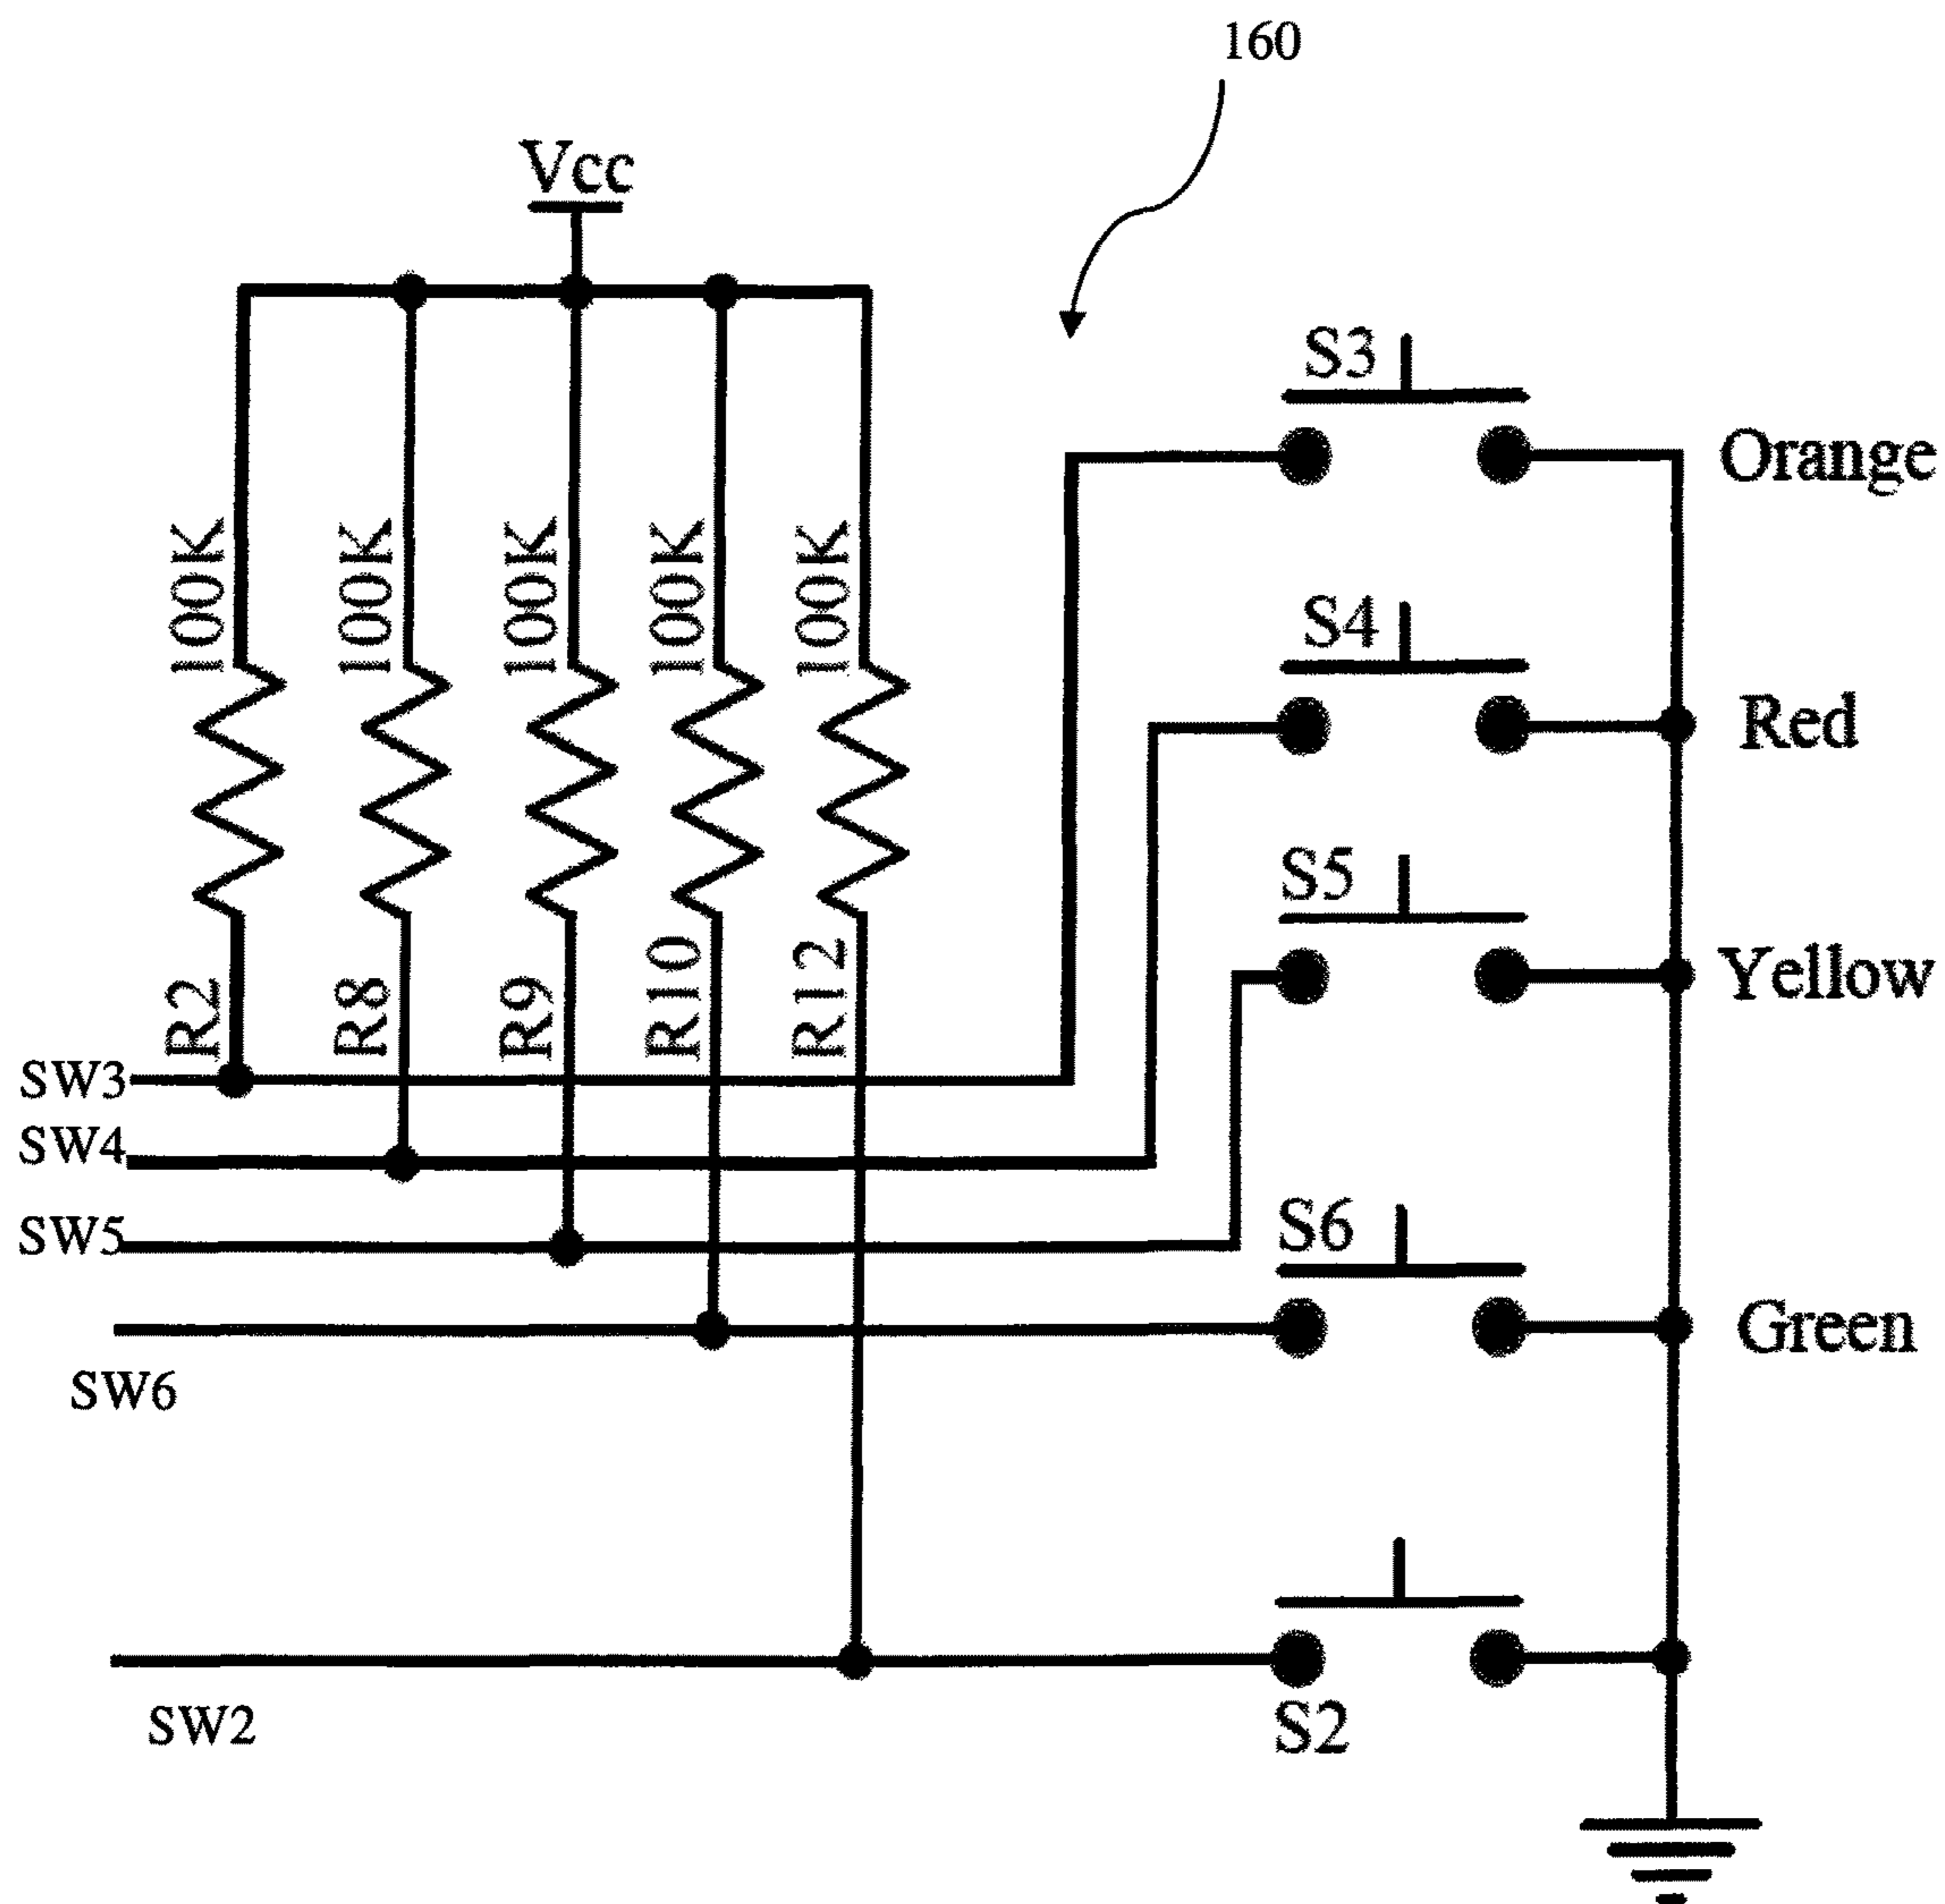 160
Vcc
S3
Orange
100K
100K
100K
100K
100K
S4
Red
S5
Yellow
R2
R8
R9
R10
R12
SW3
SW4
SW5
S6
Green
SW6
SW2
S2